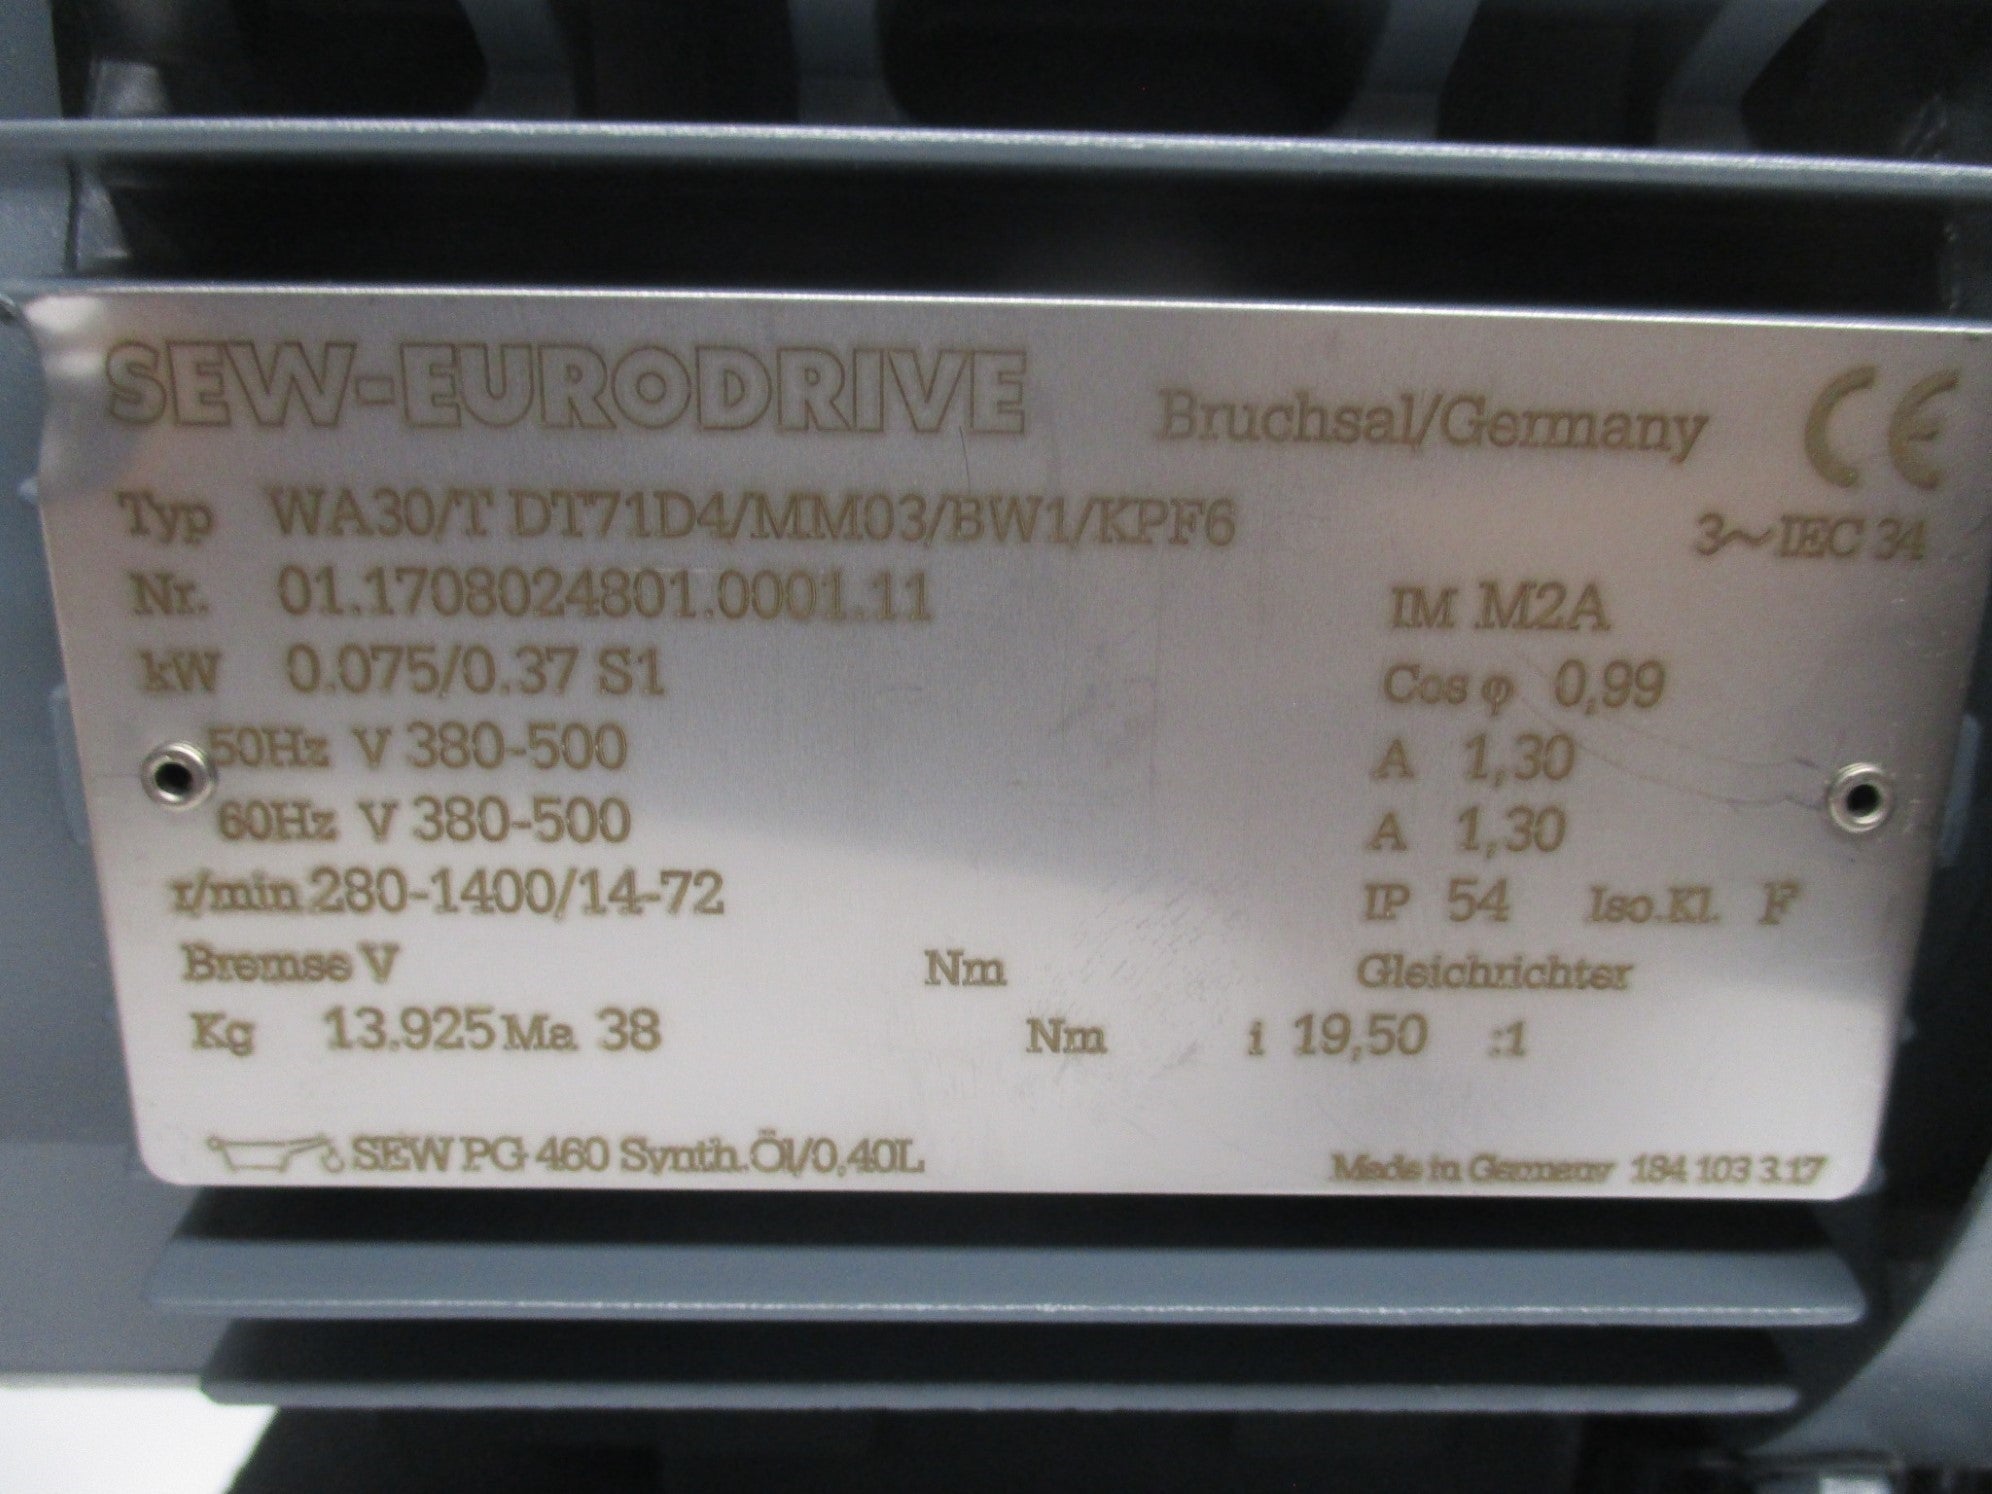 SEW-EURODRIVE Bruchsal/Germany CE
Typ WA30/T DT71D4/MM03/BW1/KPF6 3~IEC 34
Nr. 01.1708024801.0001.11 IM M2A
kW 0.075/0.37 S1 Cos φ 0,99
50Hz V 380-500 A 1,30
60Hz V 380-500 A 1,30
r/min 280-1400/14-72 IP 54 Iso.Kl. F
Bremse V Nm Gleichrichter
Kg 13.925 Ma 38 Nm i 19,50 :1
SEW PG 460 Synth.Öl/0,40L Made in Germany 184 103 3.17